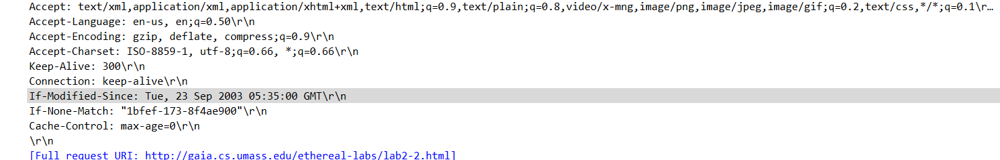 Accept: text/xml,application/xml,application/xhtml+xml,text/html;q=0.9,text/plain;q=0.8,video/x-mng,image/png,image/jpeg,image/gif;q=0.2,text/css,*/*;q=0.1\r…
Accept-Language: en-us, en;q=0.50\r\n
Accept-Encoding: gzip, deflate, compress;q=0.9\r\n
Accept-Charset: ISO-8859-1, utf-8;q=0.66, *;q=0.66\r\n
Keep-Alive: 300\r\n
Connection: keep-alive\r\n
If-Modified-Since: Tue, 23 Sep 2003 05:35:00 GMT\r\n
If-None-Match: "1bfef-173-8f4ae900"\r\n
Cache-Control: max-age=0\r\n
\r\n
[Full request URI: http://gaia.cs.umass.edu/ethereal-labs/lab2-2.html]